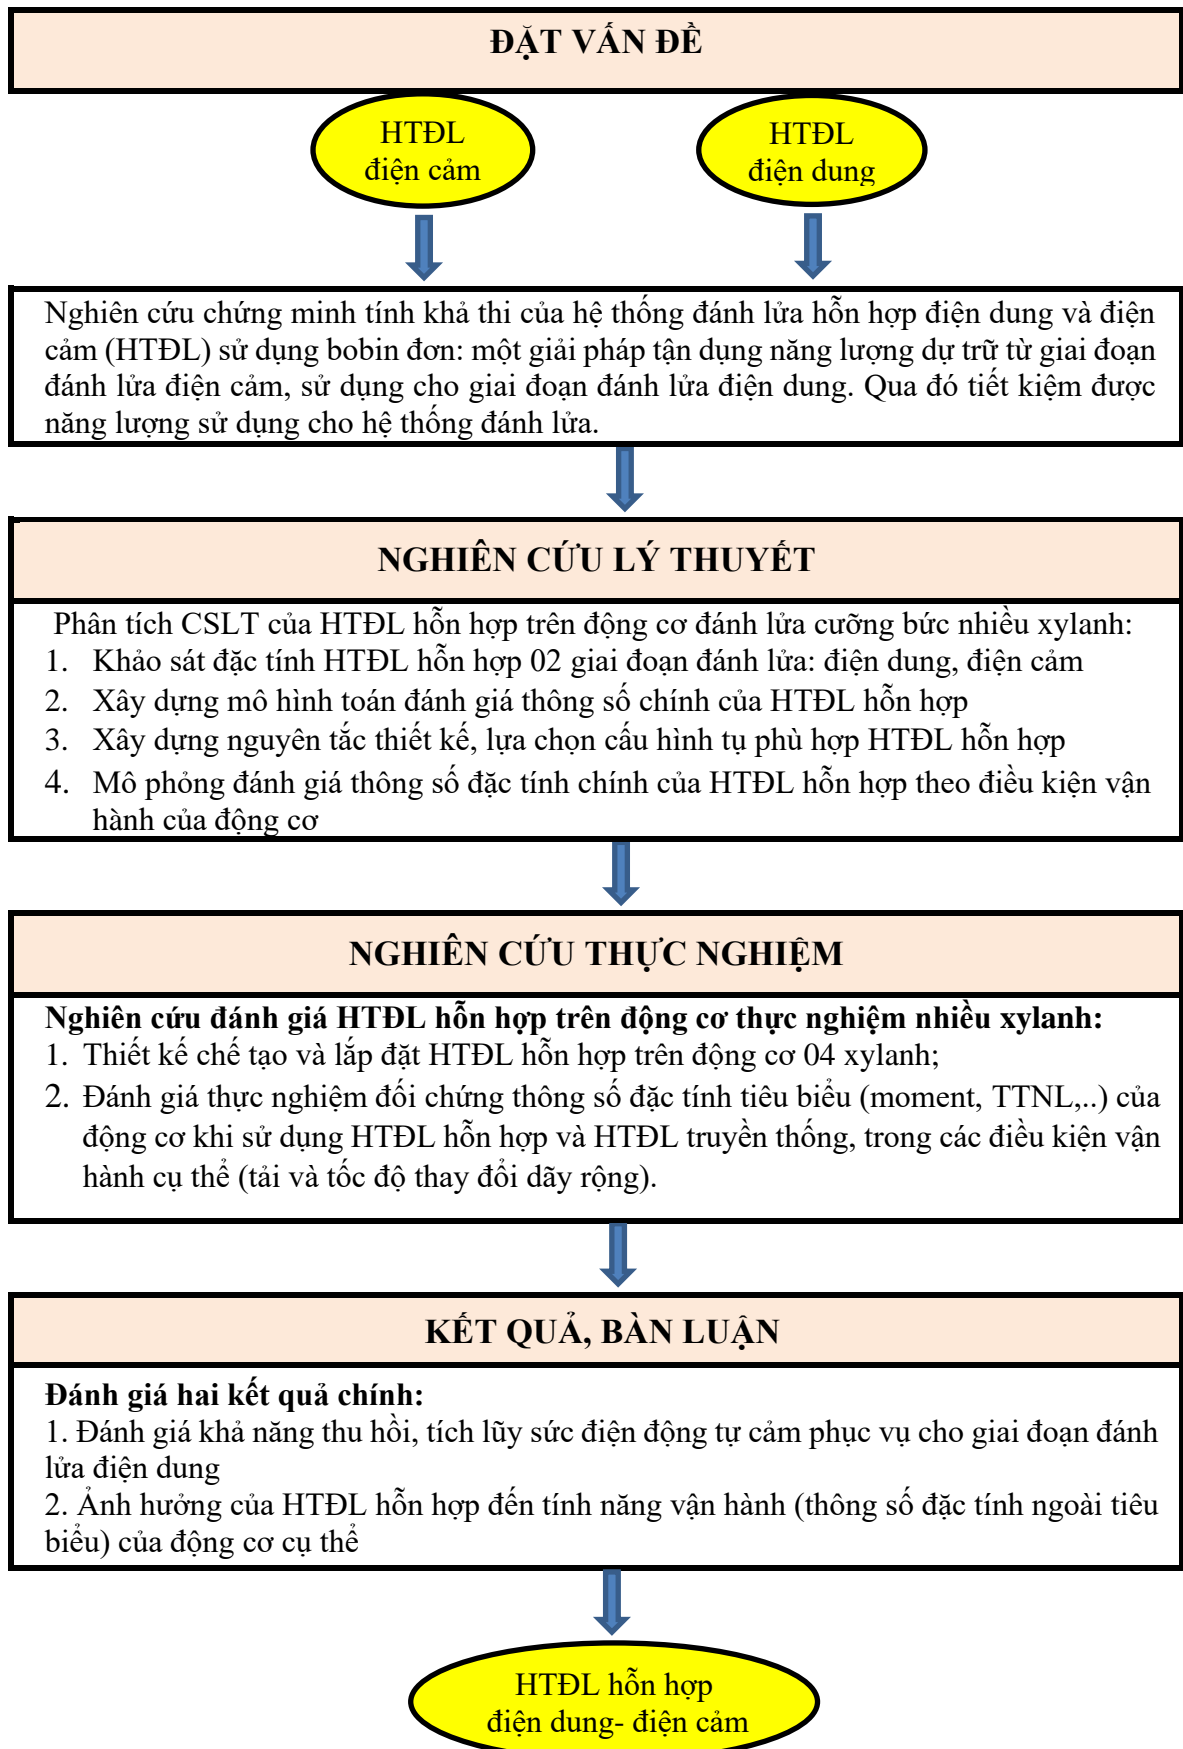 ĐẶT VẤN ĐỀ
HTĐL
điện cảm
HTĐL
điện dung
Nghiên cứu chứng minh tính khả thi của hệ thống đánh lửa hỗn hợp điện dung và điện
cảm (HTĐL) sử dụng bobin đơn: một giải pháp tận dụng năng lượng dự trữ từ giai đoạn
đánh lửa điện cảm, sử dụng cho giai đoạn đánh lửa điện dung. Qua đó tiết kiệm được
năng lượng sử dụng cho hệ thống đánh lửa.
NGHIÊN CỨU LÝ THUYẾT
Phân tích CSLT của HTĐL hỗn hợp trên động cơ đánh lửa cưỡng bức nhiều xylanh:
1. Khảo sát đặc tính HTĐL hỗn hợp 02 giai đoạn đánh lửa: điện dung, điện cảm
2. Xây dựng mô hình toán đánh giá thông số chính của HTĐL hỗn hợp
3. Xây dựng nguyên tắc thiết kế, lựa chọn cấu hình tụ phù hợp HTĐL hỗn hợp
4. Mô phỏng đánh giá thông số đặc tính chính của HTĐL hỗn hợp theo điều kiện vận
hành của động cơ
NGHIÊN CỨU THỰC NGHIỆM
Nghiên cứu đánh giá HTĐL hỗn hợp trên động cơ thực nghiệm nhiều xylanh:
1. Thiết kế chế tạo và lắp đặt HTĐL hỗn hợp trên động cơ 04 xylanh;
2. Đánh giá thực nghiệm đối chứng thông số đặc tính tiêu biểu (moment, TTNL,..) của
động cơ khi sử dụng HTĐL hỗn hợp và HTĐL truyền thống, trong các điều kiện vận
hành cụ thể (tải và tốc độ thay đổi dãy rộng).
KẾT QUẢ, BÀN LUẬN
Đánh giá hai kết quả chính:
1. Đánh giá khả năng thu hồi, tích lũy sức điện động tự cảm phục vụ cho giai đoạn đánh
lửa điện dung
2. Ảnh hưởng của HTĐL hỗn hợp đến tính năng vận hành (thông số đặc tính ngoài tiêu
biểu) của động cơ cụ thể
HTĐL hỗn hợp
điện dung- điện cảm